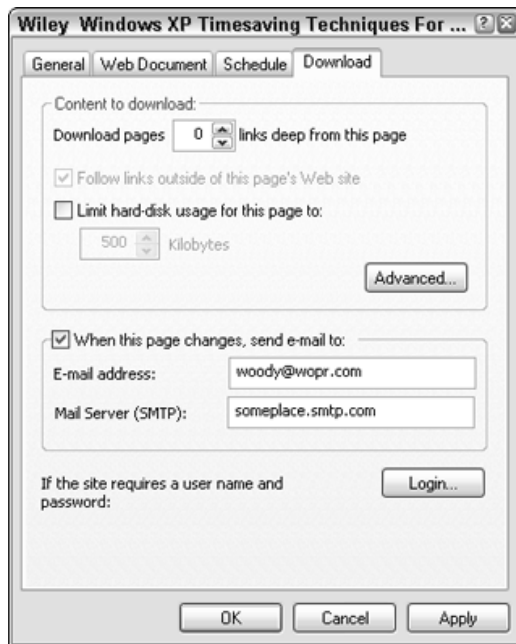 Wiley Windows XP Timesaving Techniques For ...
General Web Document Schedule Download
Content to download:
Download pages 0 links deep from this page
Follow links outside of this page's Web site
Limit hard-disk usage for this page to:
500 Kilobytes
Advanced...
When this page changes, send e-mail to:
E-mail address: woody@wopr.com
Mail Server (SMTP): someplace.smtp.com
If the site requires a user name and
password:
Login...
OK Cancel Apply